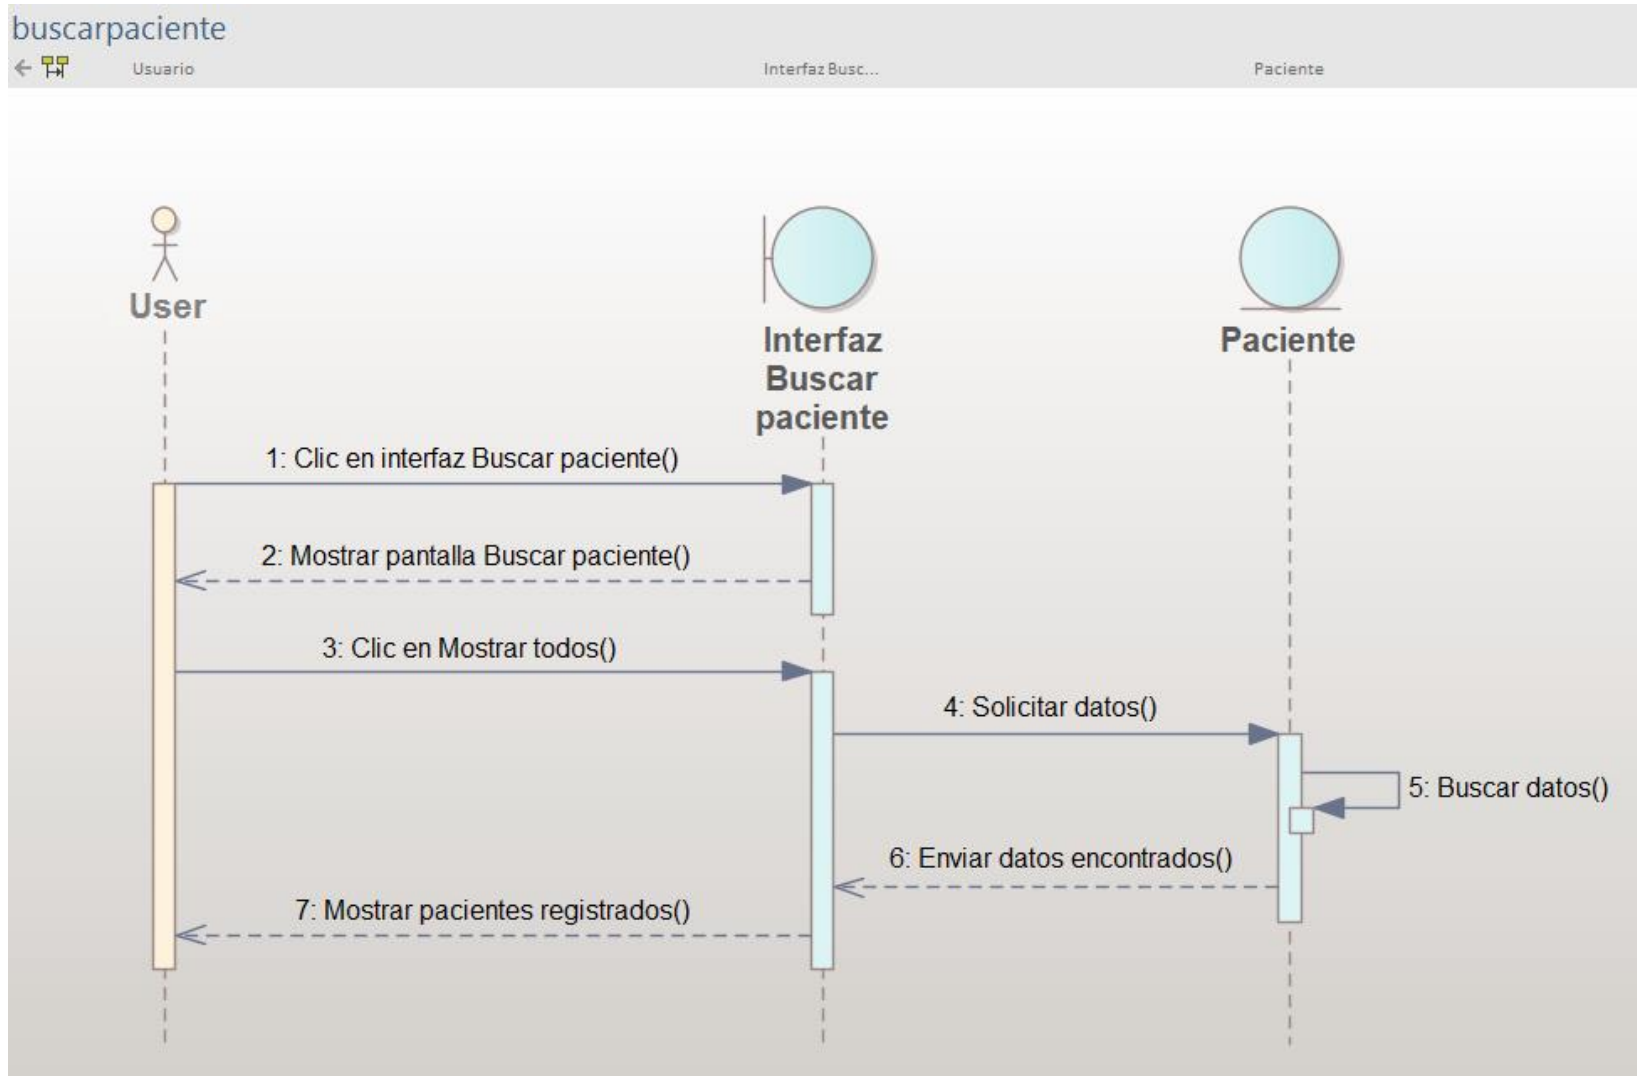 buscarpaciente
Usuario
Interfaz Busc...
Paciente
User
Interfaz
Buscar
paciente
Paciente
1: Clic en interfaz Buscar paciente()
2: Mostrar pantalla Buscar paciente()
3: Clic en Mostrar todos()
4: Solicitar datos()
5: Buscar datos()
6: Enviar datos encontrados()
7: Mostrar pacientes registrados()